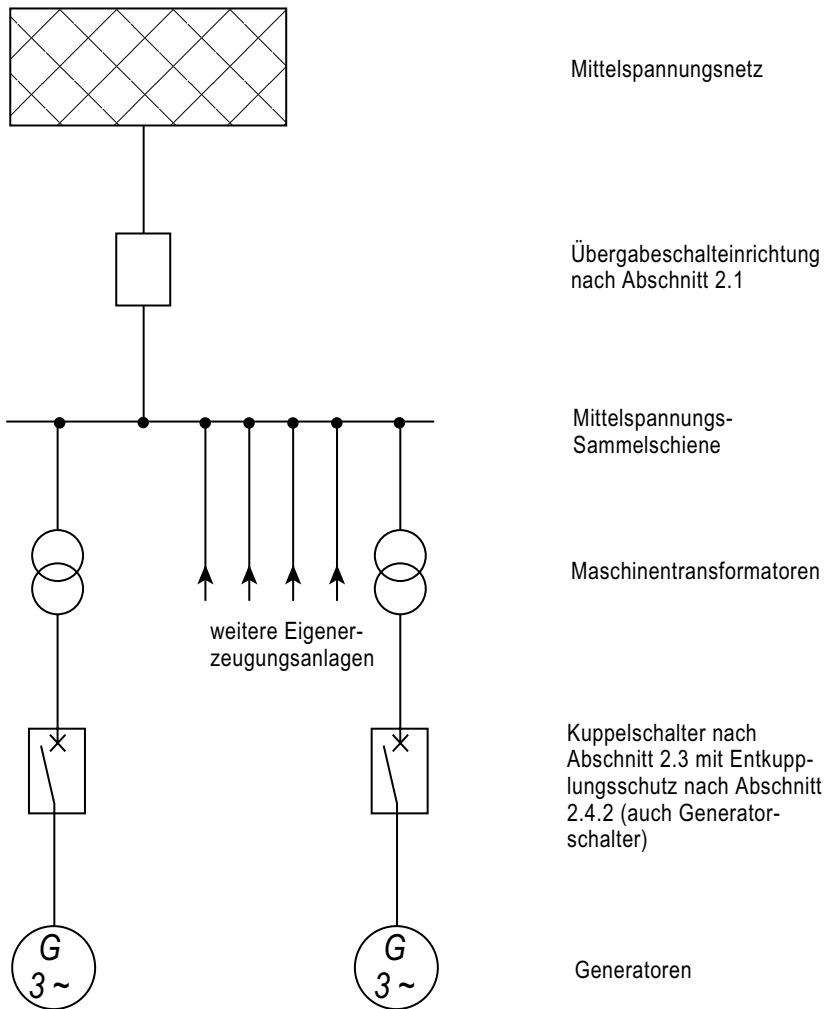 Mittelspannungsnetz
Übergabeschalteinrichtung
nach Abschnitt 2.1
Mittelspannungs-
Sammelschiene
Maschinentransformatoren
weitere Eigener-
zeugungsanlagen
Kuppelschalter nach
Abschnitt 2.3 mit Entkupp-
lungsschutz nach Abschnitt
2.4.2 (auch Generator-
schalter)
G
3 ~
G
3 ~
Generatoren